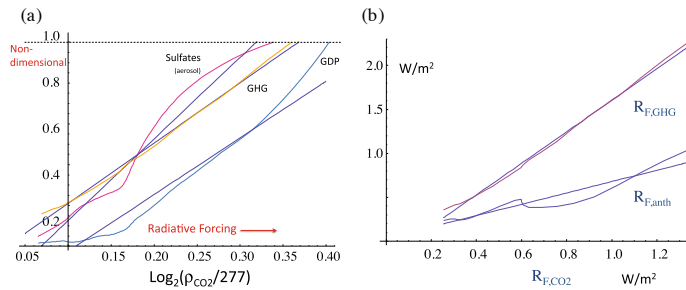 (a)
1.0
Non-
dimensional
0.8
0.6
0.4
0.2
Sulfates
(aerosol)
GHG
GDP
Radiative Forcing
0.05 0.10 0.15 0.20 0.25 0.30 0.35 0.40
Log2(ρCO2/277)
(b)
W/m²
2.0
1.5
1.0
RF,GHG
RF,anth
0.2 0.4 0.6 0.8 1.0 1.2
RF,CO2 W/m²